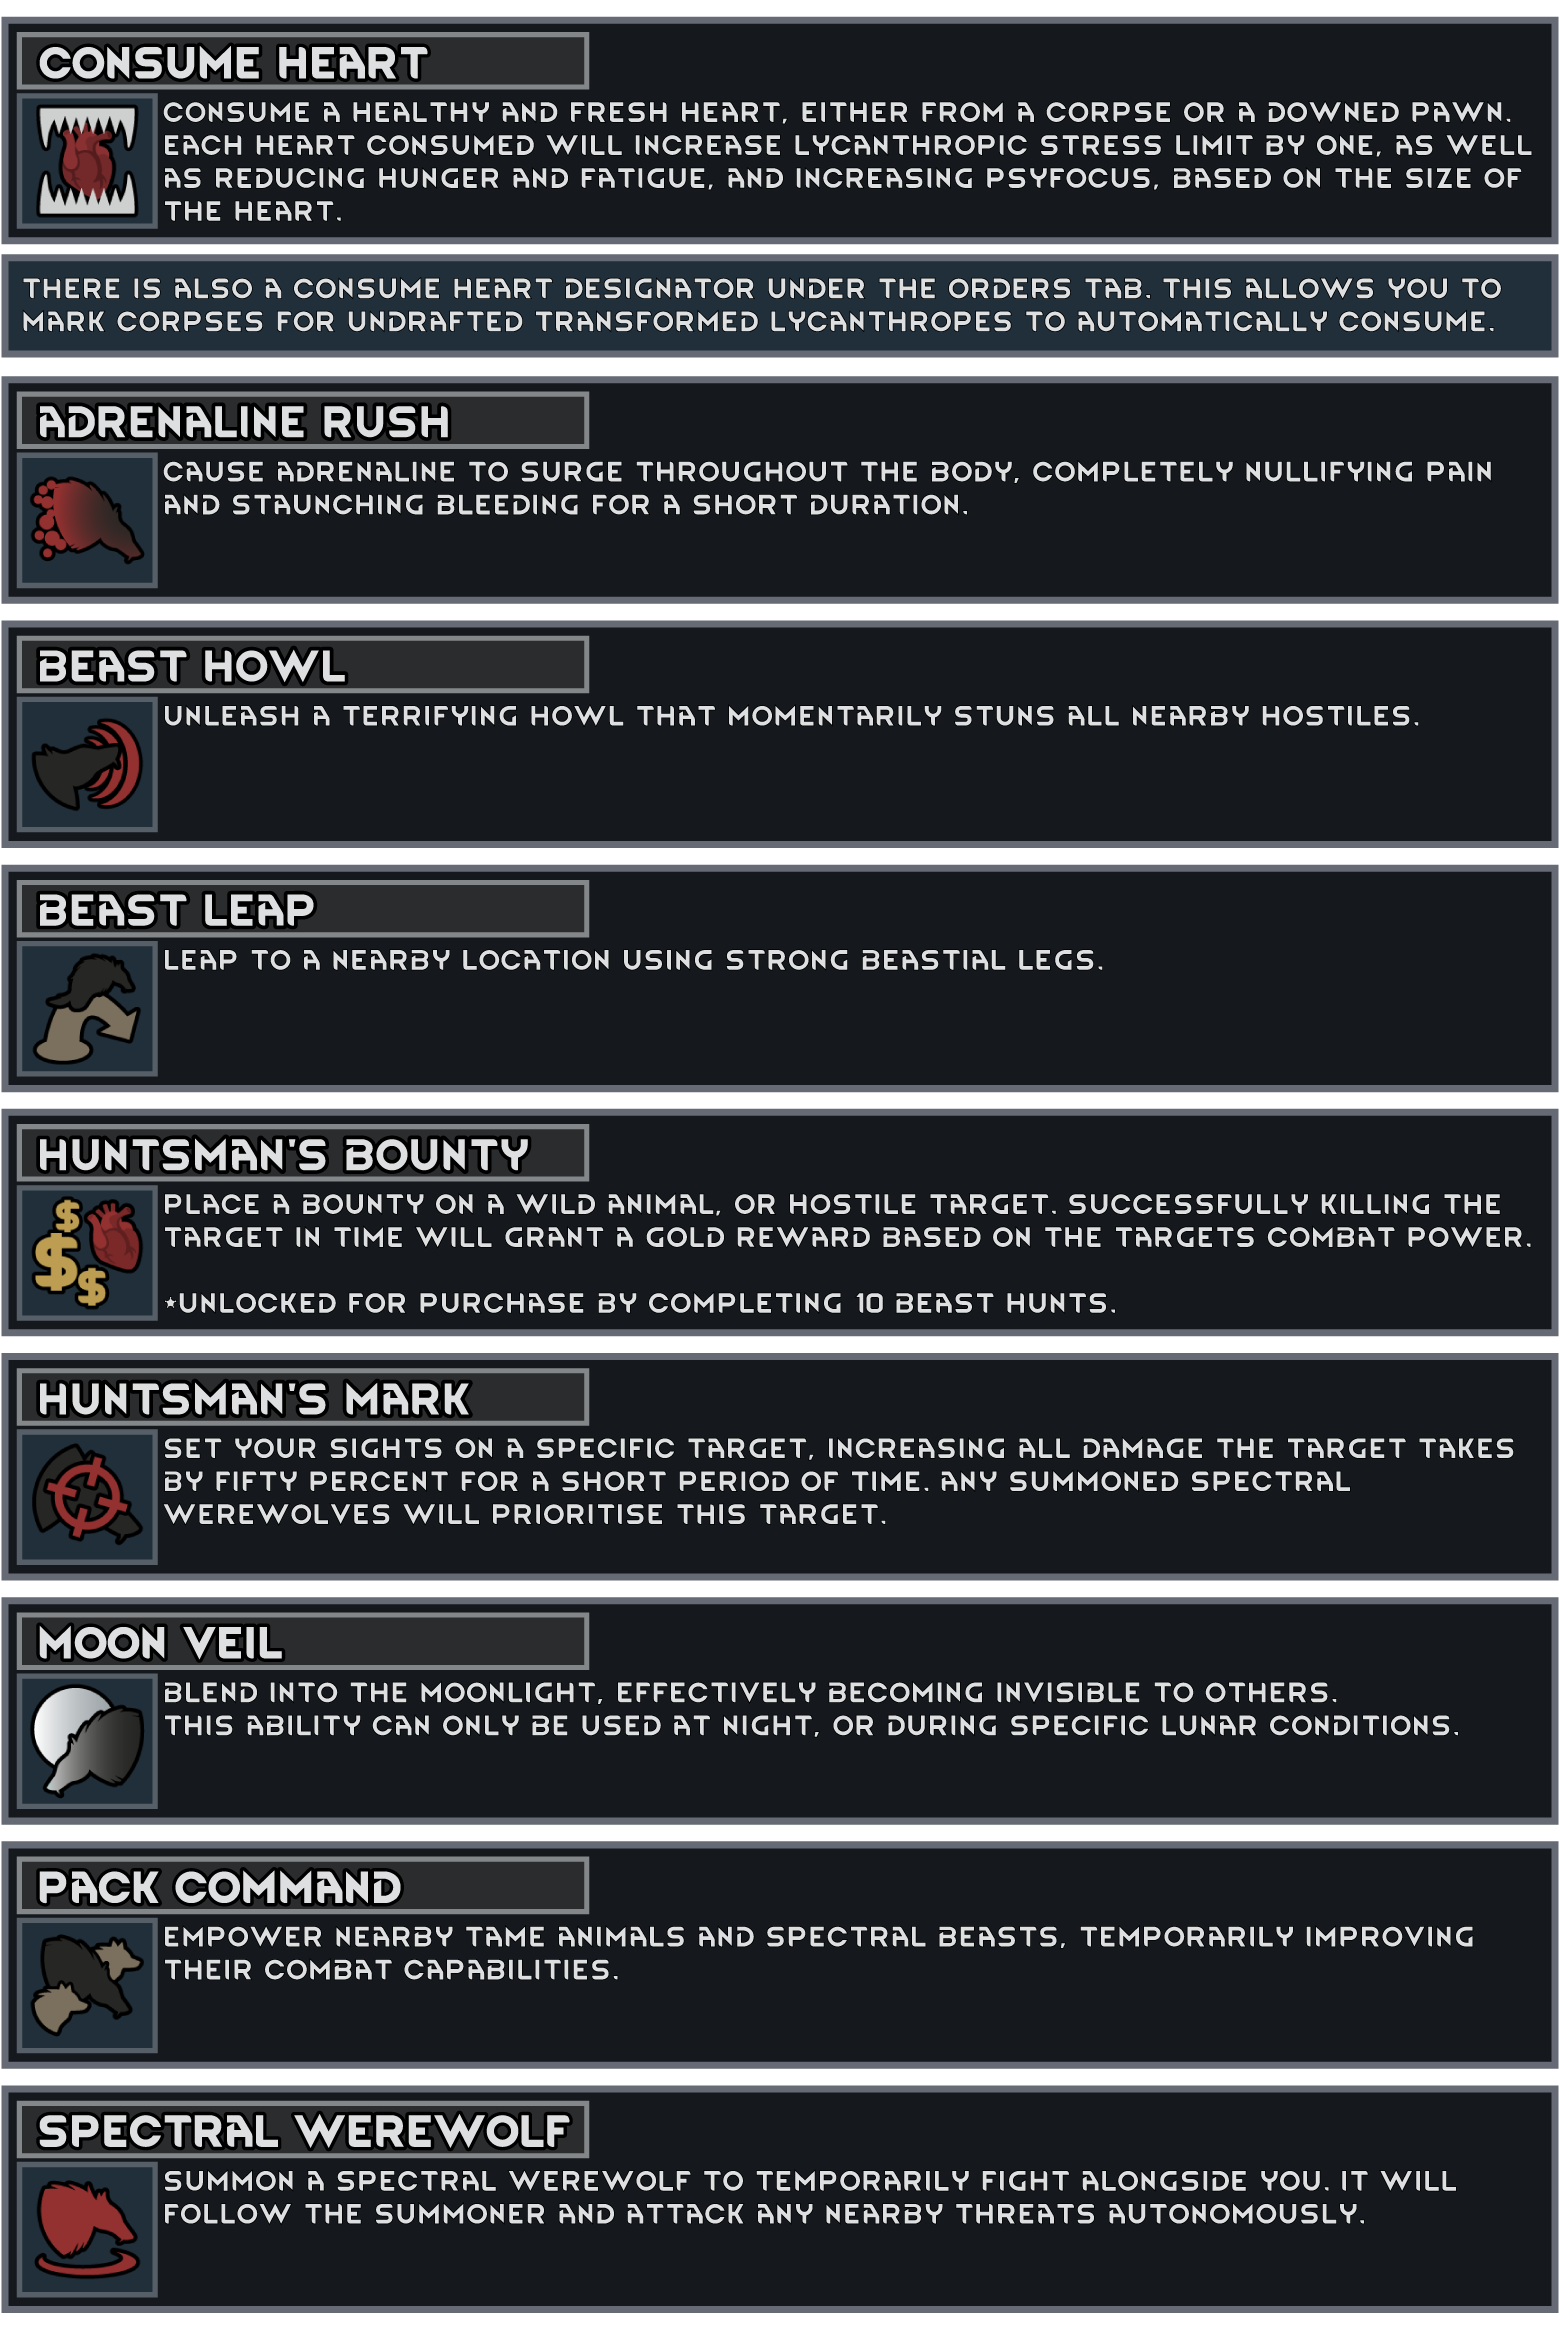 CONSUME HEART
CONSUME A HEALTHY AND FRESH HEART, EITHER FROM A CORPSE OR A DOWNED PAWN.
EACH HEART CONSUMED WILL INCREASE LYCANTHROPIC STRESS LIMIT BY ONE, AS WELL
AS REDUCING HUNGER AND FATIGUE, AND INCREASING PSYFOCUS, BASED ON THE SIZE OF
THE HEART.
THERE IS ALSO A CONSUME HEART DESIGNATOR UNDER THE ORDERS TAB. THIS ALLOWS YOU TO
MARK CORPSES FOR UNDRAFTED TRANSFORMED LYCANTHROPES TO AUTOMATICALLY CONSUME.
ADRENALINE RUSH
CAUSE ADRENALINE TO SURGE THROUGHOUT THE BODY, COMPLETELY NULLIFYING PAIN
AND STAUNCHING BLEEDING FOR A SHORT DURATION.
BEAST HOWL
UNLEASH A TERRIFYING HOWL THAT MOMENTARILY STUNS ALL NEARBY HOSTILES.
BEAST LEAP
LEAP TO A NEARBY LOCATION USING STRONG BEASTIAL LEGS.
HUNTSMAN'S BOUNTY
PLACE A BOUNTY ON A WILD ANIMAL, OR HOSTILE TARGET. SUCCESSFULLY KILLING THE
TARGET IN TIME WILL GRANT A GOLD REWARD BASED ON THE TARGETS COMBAT POWER.
*UNLOCKED FOR PURCHASE BY COMPLETING 10 BEAST HUNTS.
HUNTSMAN'S MARK
SET YOUR SIGHTS ON A SPECIFIC TARGET, INCREASING ALL DAMAGE THE TARGET TAKES
BY FIFTY PERCENT FOR A SHORT PERIOD OF TIME. ANY SUMMONED SPECTRAL
WEREWOLVES WILL PRIORITISE THIS TARGET.
MOON VEIL
BLEND INTO THE MOONLIGHT, EFFECTIVELY BECOMING INVISIBLE TO OTHERS.
THIS ABILITY CAN ONLY BE USED AT NIGHT, OR DURING SPECIFIC LUNAR CONDITIONS.
PACK COMMAND
EMPOWER NEARBY TAME ANIMALS AND SPECTRAL BEASTS, TEMPORARILY IMPROVING
THEIR COMBAT CAPABILITIES.
SPECTRAL WEREWOLF
SUMMON A SPECTRAL WEREWOLF TO TEMPORARILY FIGHT ALONGSIDE YOU. IT WILL
FOLLOW THE SUMMONER AND ATTACK ANY NEARBY THREATS AUTONOMOUSLY.